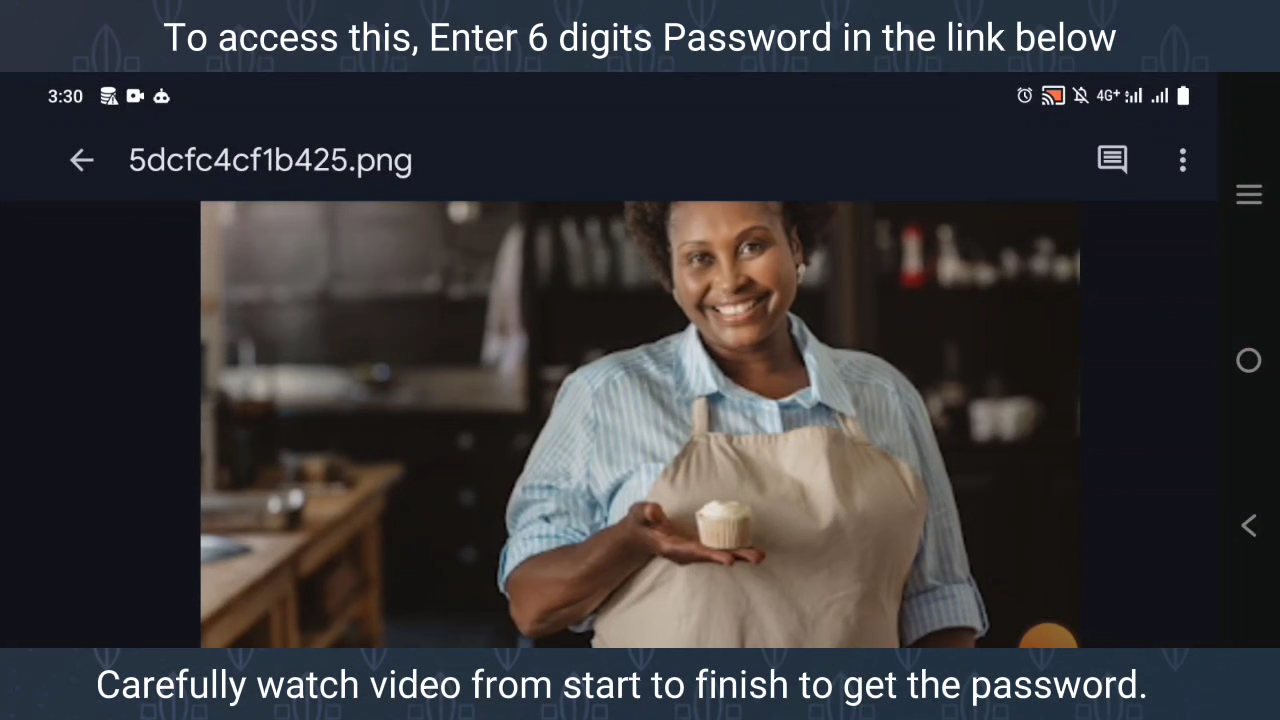 To access this, Enter 6 digits Password in the link below
3:30
4G+
5dcfc4cf1b425.png
Carefully watch video from start to finish to get the password.